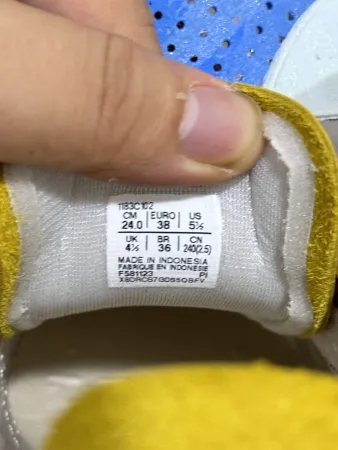 1183C102
CM EURO US
24.0 38 5½
UK BR CN
4½ 36 240(2.5)
MADE IN INDONESIA
FABRIQUE EN INDONESIE
F581123 PI